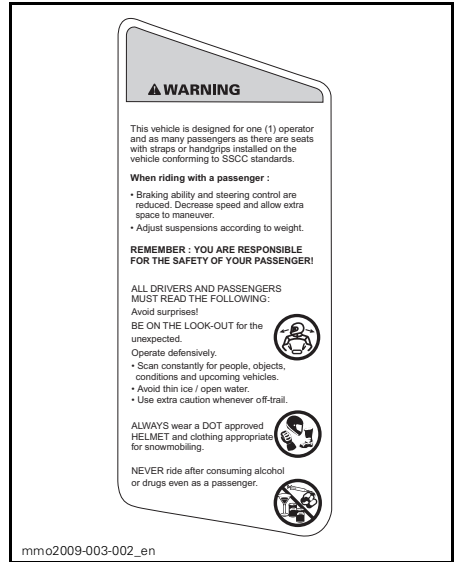 WARNING
This vehicle is designed for one (1) operator
and as many passengers as there are seats
with straps or handgrips installed on the
vehicle conforming to SSCC standards.
When riding with a passenger :
• Braking ability and steering control are
reduced. Decrease speed and allow extra
space to maneuver.
• Adjust suspensions according to weight.
REMEMBER : YOU ARE RESPONSIBLE
FOR THE SAFETY OF YOUR PASSENGER!
ALL DRIVERS AND PASSENGERS
MUST READ THE FOLLOWING:
Avoid surprises!
BE ON THE LOOK-OUT for the
unexpected.
Operate defensively.
• Scan constantly for people, objects,
conditions and upcoming vehicles.
• Avoid thin ice / open water.
• Use extra caution whenever off-trail.
ALWAYS wear a DOT approved
HELMET and clothing appropriate
for snowmobiling.
NEVER ride after consuming alcohol
or drugs even as a passenger.
mmo2009-003-002_en